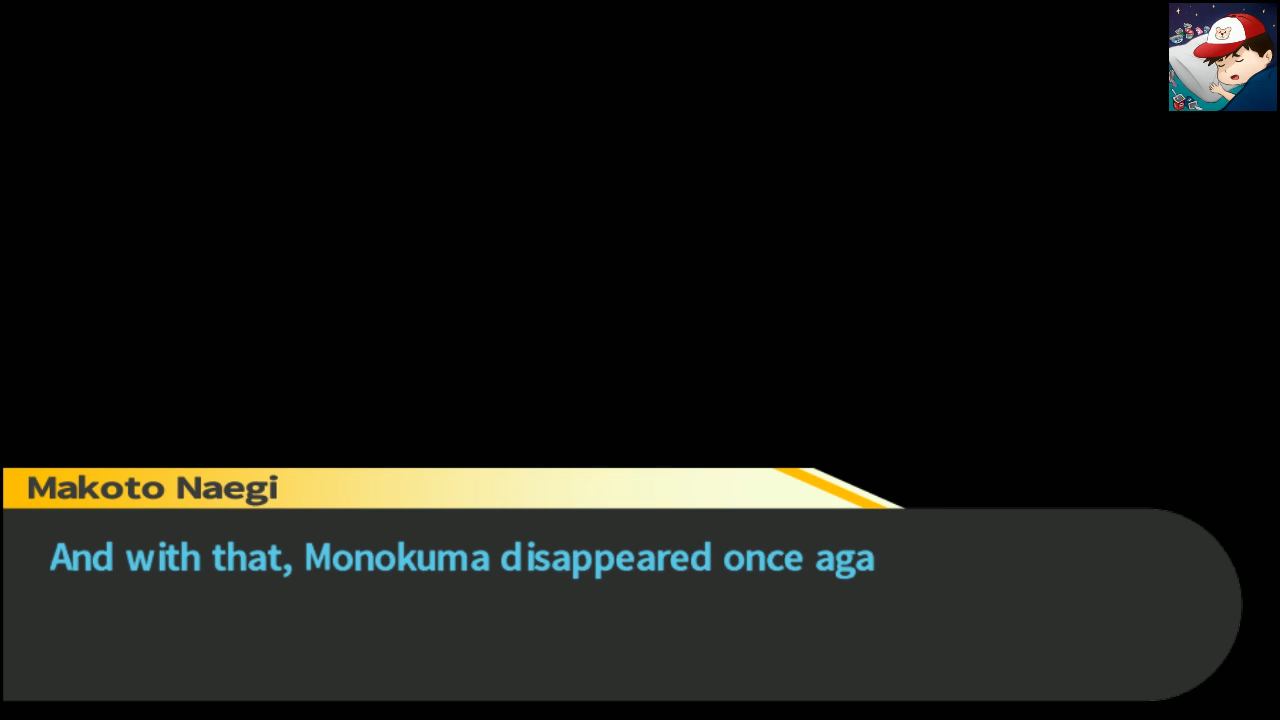 Makoto Naegi
And with that, Monokuma disappeared once aga